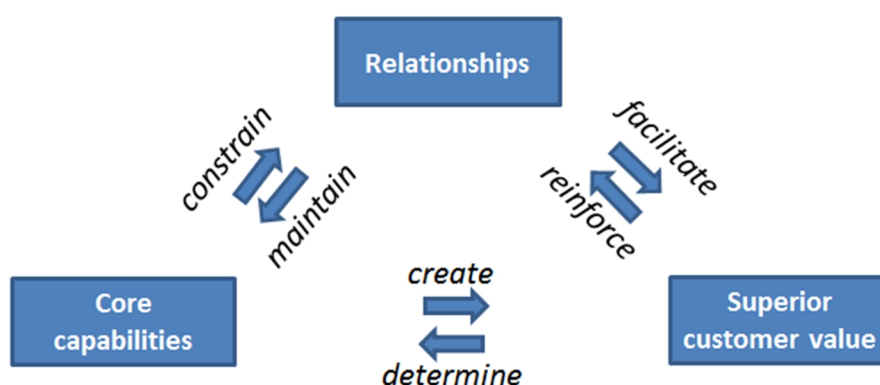 Relationships
constrain
maintain
facilitate
reinforce
Core
capabilities
create
determine
Superior
customer value